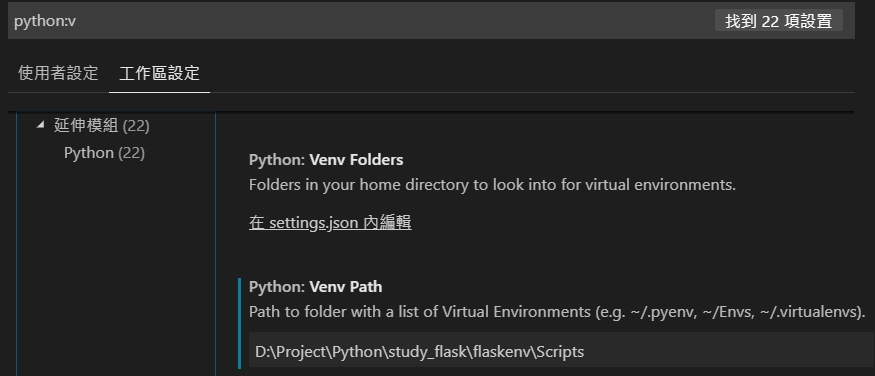 python:v
找到 22 項設置
使用者設定
工作區設定
延伸模組 (22)
Python (22)
Python: Venv Folders
Folders in your home directory to look into for virtual environments.
在 settings.json 內編輯
Python: Venv Path
Path to folder with a list of Virtual Environments (e.g. ~/.pyenv, ~/Envs, ~/.virtualenvs).
D:\Project\Python\study_flask\flaskenv\Scripts